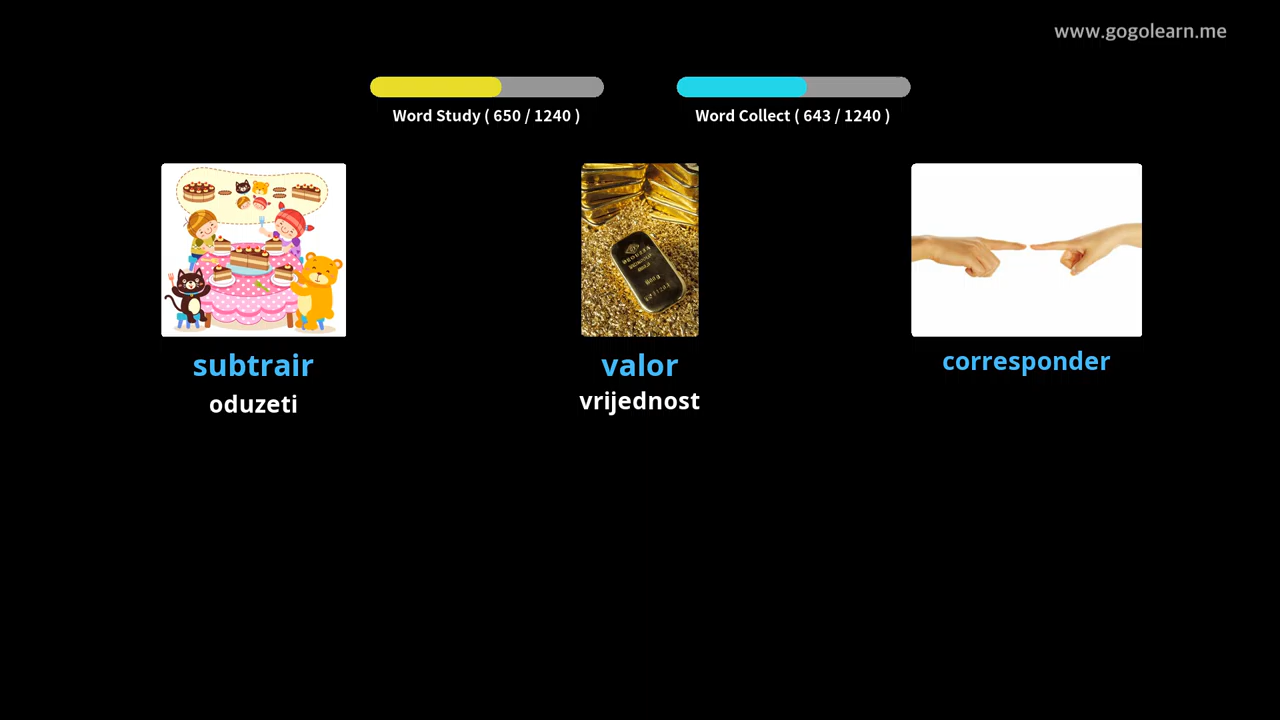 www.gogolearn.me
Word Study ( 650 / 1240 )
Word Collect ( 643 / 1240 )
subtrair
oduzeti
valor
vrijednost
corresponder